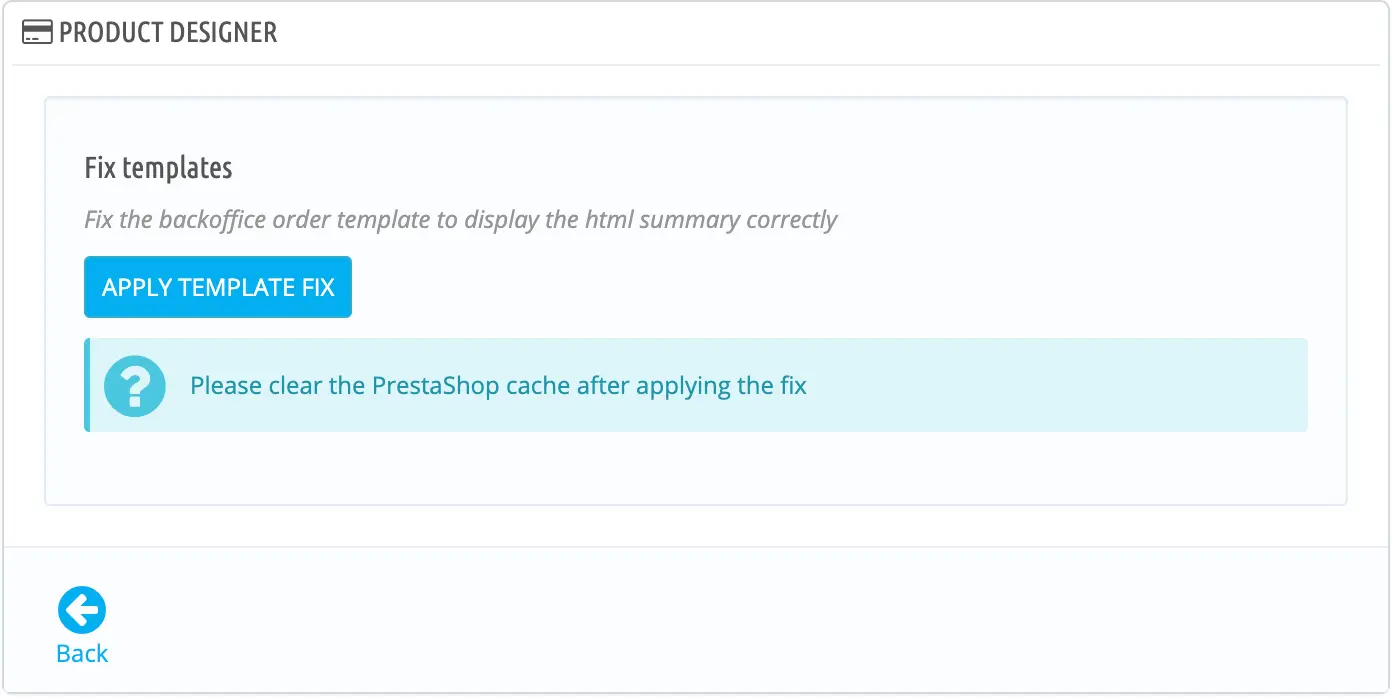 PRODUCT DESIGNER
Fix templates
Fix the backoffice order template to display the html summary correctly
APPLY TEMPLATE FIX
Please clear the PrestaShop cache after applying the fix
Back